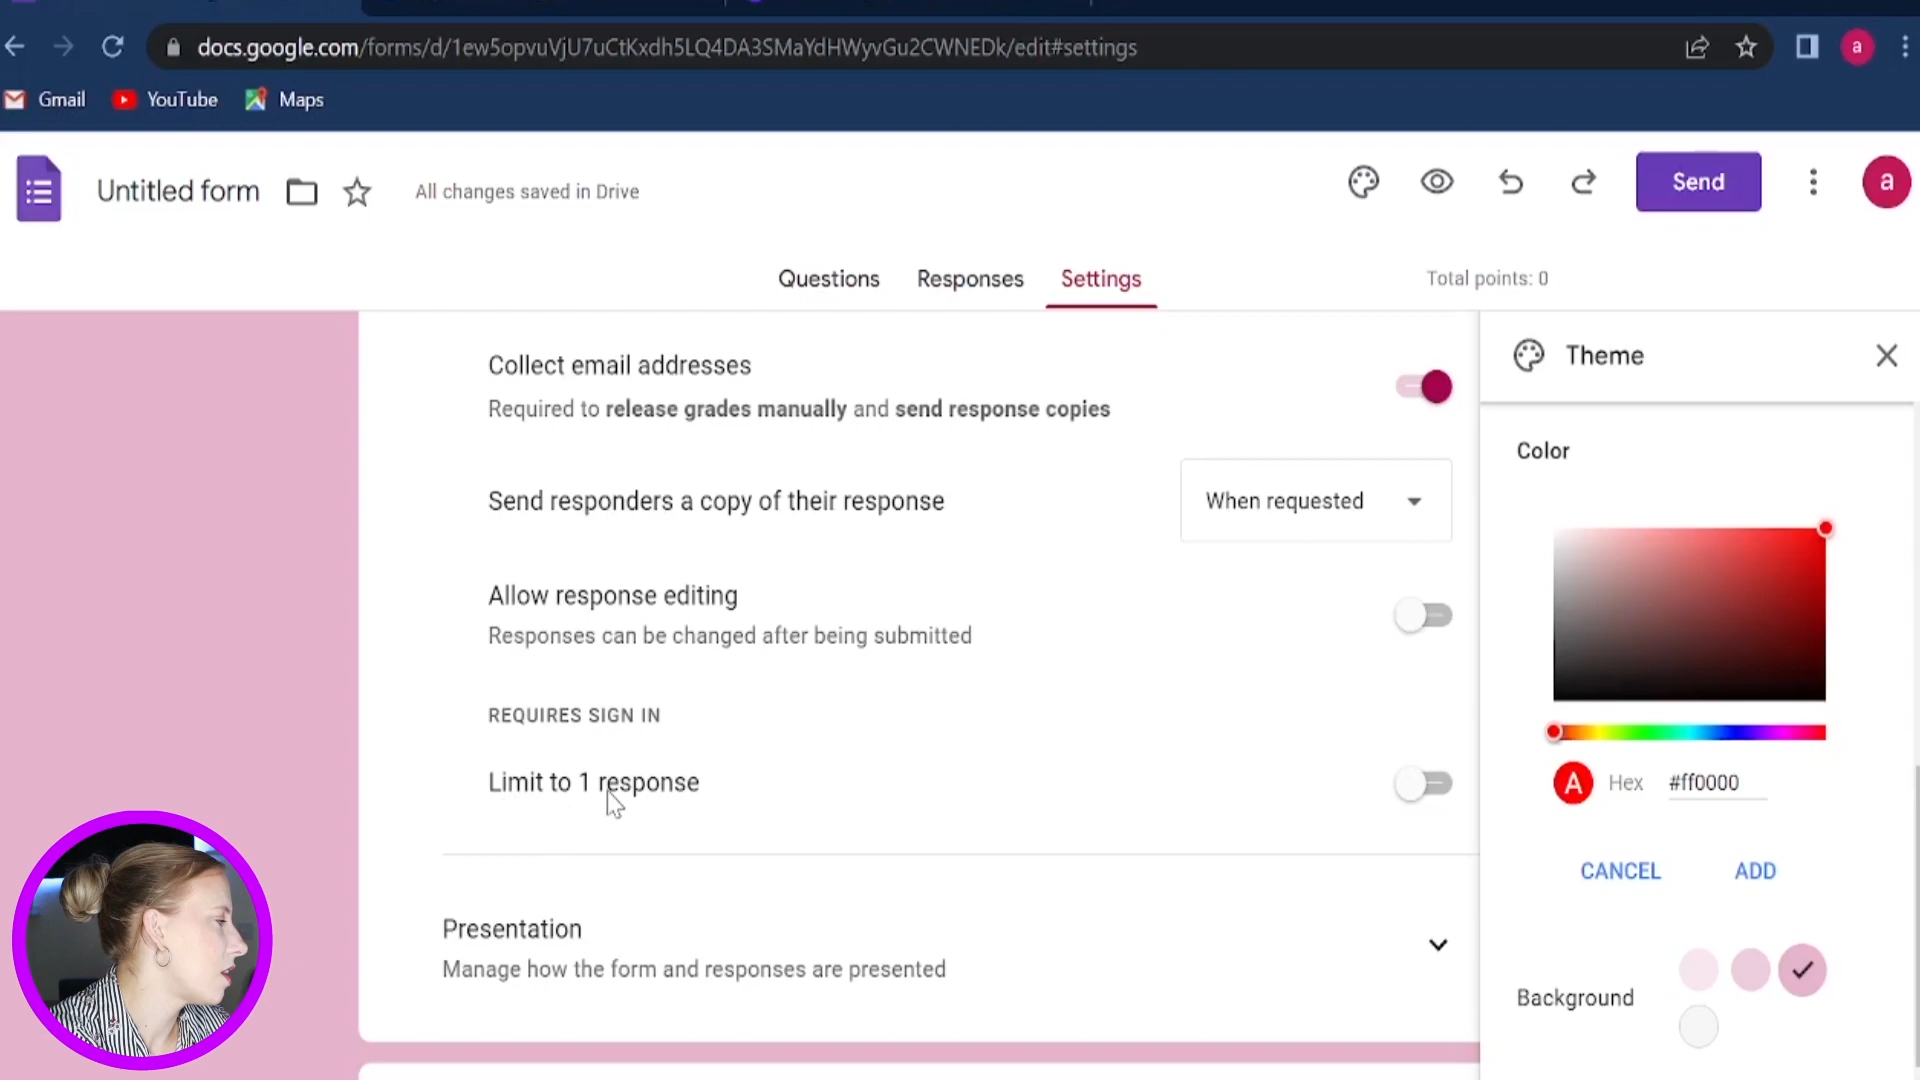 docs.google.com/forms/d/1ew5opvuVjU7uCtKxdh5LQ4DA3SMaYdHWyvGu2CWNEDk/edit#settings
a
Gmail YouTube Maps
Untitled form All changes saved in Drive Send a
Questions Responses Settings Total points: 0
Collect email addresses
Required to release grades manually and send response copies
Send responders a copy of their response When requested
Allow response editing
Responses can be changed after being submitted
REQUIRES SIGN IN
Limit to 1 response
Presentation
Manage how the form and responses are presented
Theme
Color
A Hex #ff0000
CANCEL ADD
Background